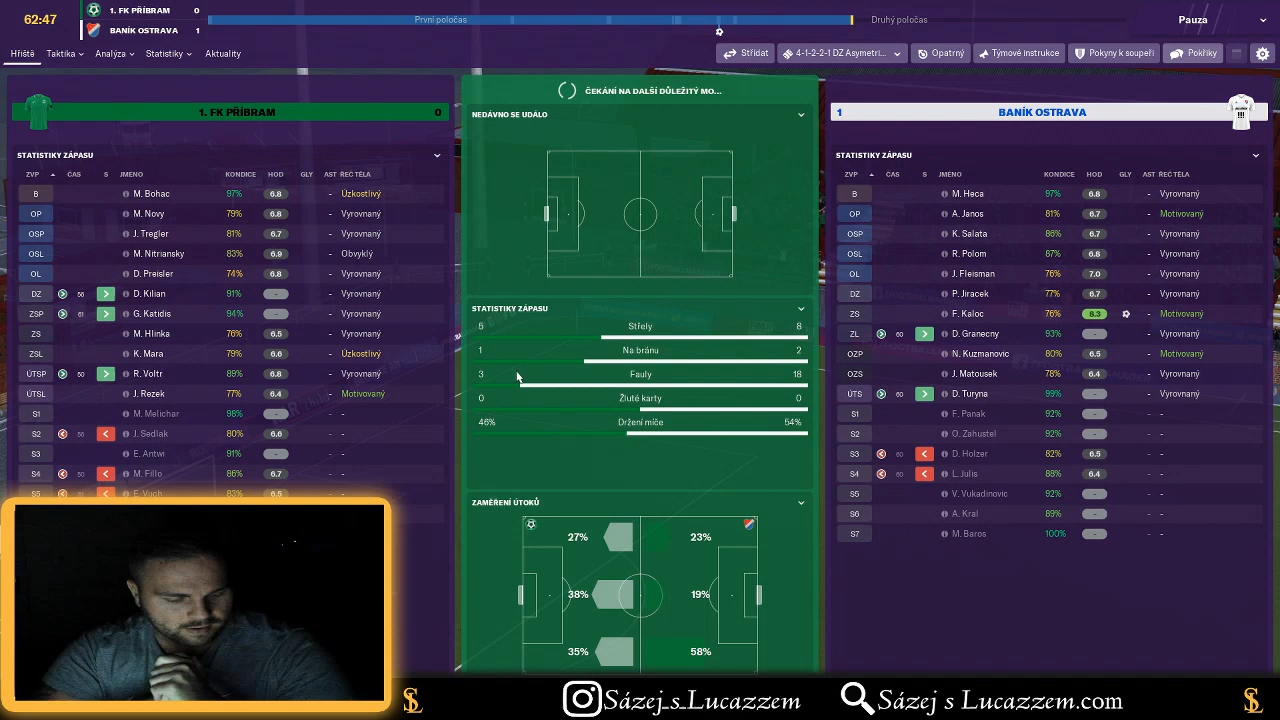 62:47
1. FK PŘÍBRAM 0
BANÍK OSTRAVA 1
První poločas
Druhý poločas
Pauza
Hřiště Taktika Analýza Statistiky Aktuality
Střídat 4-1-2-2-1 DZ Asymetri... Opatrný Týmové instrukce Pokyny k soupeři Pokřiky
1. FK PŘÍBRAM 0
STATISTIKY ZÁPASU
ZVP ČAS S JMÉNO KONDICE HOD GLY AST ŘEČ TĚLA
B M. Bohac 97% 6.8 - Úzkostlivý
OP M. Novy 79% 6.8 - Vyrovnaný
OSP J. Tregler 81% 6.7 - Vyrovnaný
OSL M. Nitriansky 83% 6.9 - Obvyklý
OL D. Preisler 74% 6.8 - Vyrovnaný
DZ D. Kilian 91% - - Vyrovnaný
ZSP 61 G. Katidis 94% - - Vyrovnaný
ZS M. Hlinka 76% 6.5 - Vyrovnaný
ZSL K. Mara 79% 6.6 - Úzkostlivý
ÚTSP 50 R. Voltr 89% 6.8 - Vyrovnaný
ÚTSL J. Rezek 77% 6.4 - Motivovaný
S1 M. Melichar 98% - - -
S2 J. Sedlak 80% 6.6 - -
S3 E. Antwi 91% - - -
S4 50 M. Fillo 86% 6.7 - -
S5 E. Vuch 83% 6.5 - -
ČEKÁNÍ NA DALŠÍ DŮLEŽITÝ MO...
NEDÁVNO SE UDÁLO
STATISTIKY ZÁPASU
5 Střely 8
1 Na bránu 2
3 Fauly 18
0 Žluté karty 0
46% Držení míče 54%
ZAMĚŘENÍ ÚTOKŮ
27% 23%
38% 19%
35% 58%
1 BANÍK OSTRAVA
STATISTIKY ZÁPASU
ZVP ČAS S JMÉNO KONDICE HOD GLY AST ŘEČ TĚLA
B M. Heca 97% 6.8 - Vyrovnaný
OP A. Janos 81% 6.7 - Motivovaný
OSP K. Salata 86% 6.7 - Vyrovnaný
OSL R. Polom 87% 6.8 - Vyrovnaný
OL J. Fleisman 76% 7.0 - Vyrovnaný
DZ P. Jiracek 77% 6.7 - Vyrovnaný
ZS F. Kaloc 76% 8.3 - Motivovaný
ZL 60 D. Granecny 93% - - Vyrovnaný
OZP N. Kuzmanovic 80% 6.5 - Motivovaný
OZS J. Matousek 78% 6.4 - Vyrovnaný
ÚTS 60 D. Turyna 99% - - Vyrovnaný
S1 F. Panak 92% - - -
S2 O. Zahustel 92% - - -
S3 60 D. Holzer 82% 6.5 - -
S4 60 L. Julis 88% 6.4 - -
S5 V. Vukadinovic 92% - - -
S6 A. Kral 89% - - -
S7 M. Baros 100% - - -
Sázej_s_Lucazzem
Sázej s Lucazzem.com